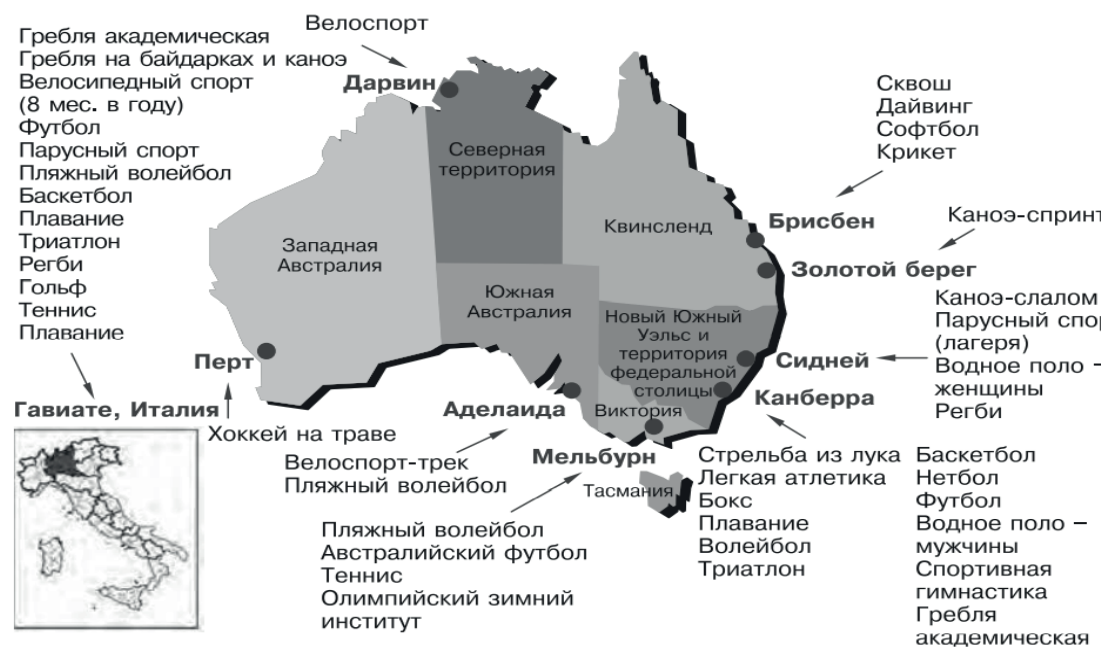 Велоспорт
Гребля академическая
Гребля на байдарках и каноэ
Велосипедный спорт
(8 мес. в году)
Футбол
Парусный спорт
Пляжный волейбол
Баскетбол
Плавание
Триатлон
Регби
Гольф
Теннис
Плавание
Гавиате, Италия
Дарвин
Северная
территория
Западная
Австралия
Южная
Австралия
Квинсленд
Новый Южный
Уэльс и
территория
федеральной
столицы
Виктория
Тасмания
Сквош
Дайвинг
Софтбол
Крикет
Брисбен
Каноэ-спринт
Золотой берег
Каноэ-слалом
Парусный спор
(лагеря)
Водное поло –
женщины
Регби
Сидней
Канберра
Перт
Хоккей на траве
Аделаида
Велоспорт-трек
Пляжный волейбол
Мельбурн
Пляжный волейбол
Австралийский футбол
Теннис
Олимпийский зимний
институт
Стрельба из лука
Легкая атлетика
Бокс
Плавание
Волейбол
Триатлон
Баскетбол
Нетбол
Футбол
Водное поло –
мужчины
Спортивная
гимнастика
Гребля
академическая